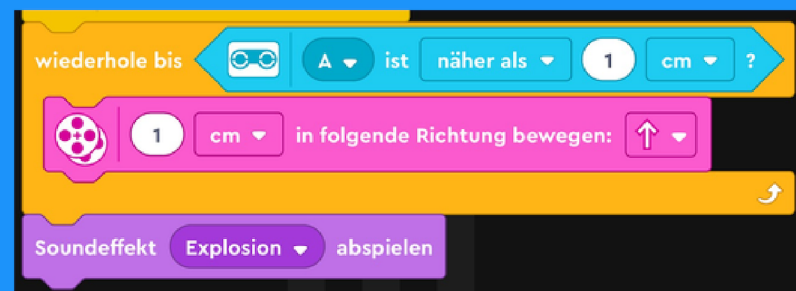 wiederhole bis A ist näher als 1 cm ?
1 cm in folgende Richtung bewegen:
Soundeffekt Explosion abspielen